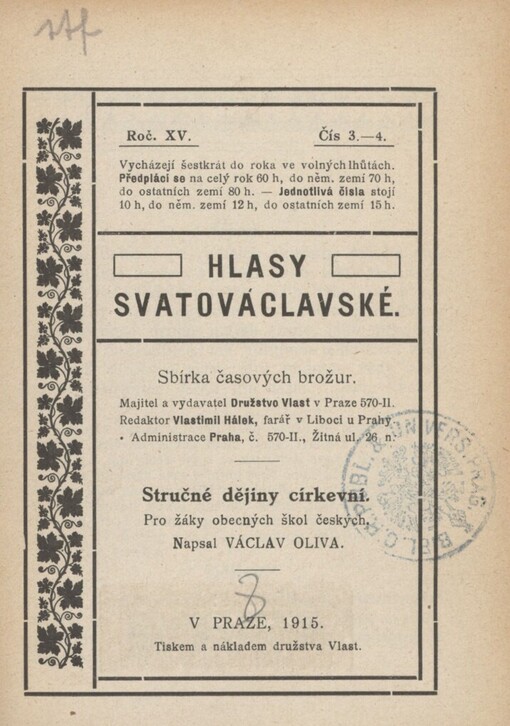 Roč. XV. Čís 3.—4.
Vycházejí šestkrát do roka ve volných lhůtách.
Předplácí se na celý rok 60 h, do něm. zemí 70 h,
do ostatních zemí 80 h. — Jednotlivá čísla stojí
10 h, do něm. zemí 12 h, do ostatních zemí 15 h.
HLASY
SVATOVÁCLAVSKÉ.
Sbírka časových brožur.
Majitel a vydavatel Družstvo Vlast v Praze 570-II.
Redaktor Vlastimil Hálek, farář v Liboci u Prahy
Administrace Praha, č. 570-II., Žitná ul. 26 n.
Stručné dějiny církevní.
Pro žáky obecných škol českých.
Napsal VÁCLAV OLIVA.
V PRAZE, 1915.
Tiskem a nákladem družstva Vlast.